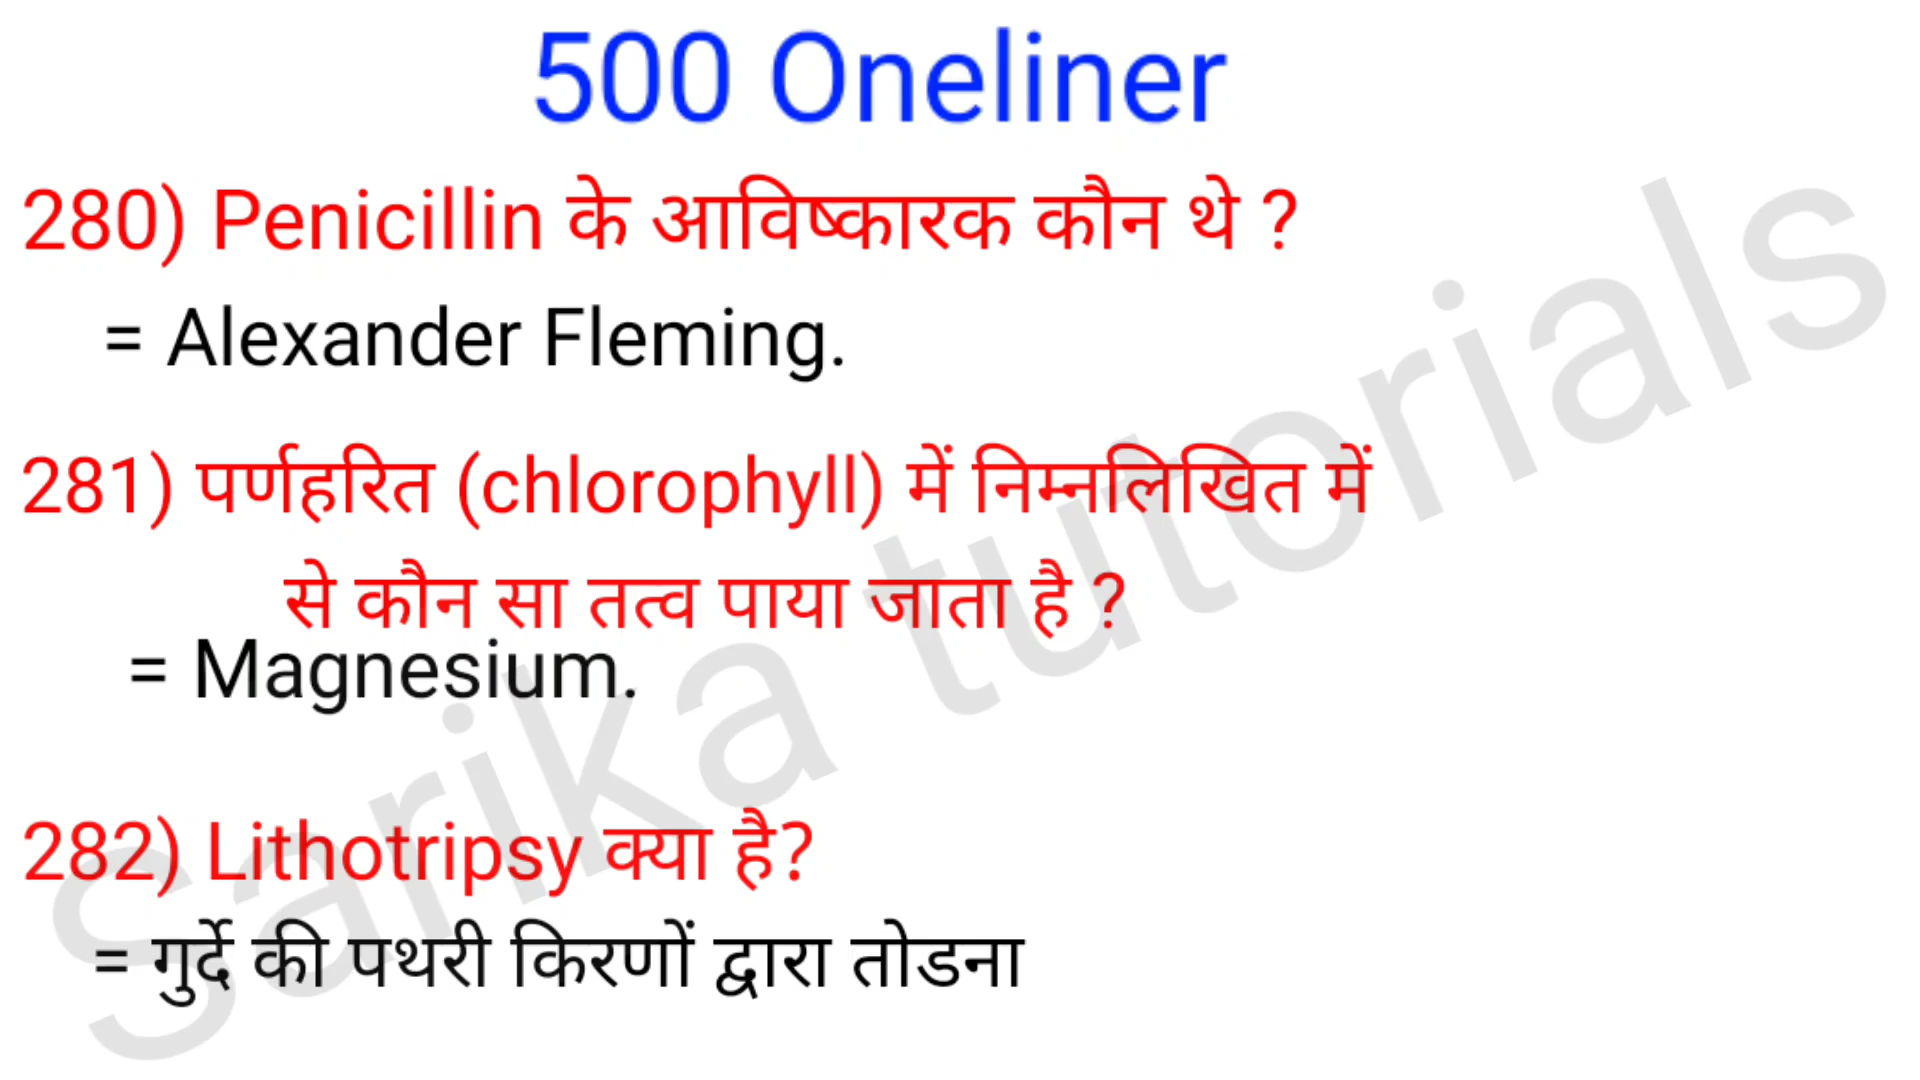 500 Oneliner
280) Penicillin के आविष्कारक कौन थे ?
= Alexander Fleming.
281) पर्णहरित (chlorophyll) में निम्नलिखित में
से कौन सा तत्व पाया जाता है ?
= Magnesium.
282) Lithotripsy क्या है?
= गुर्दे की पथरी किरणों द्वारा तोडना
Sarika tutorials